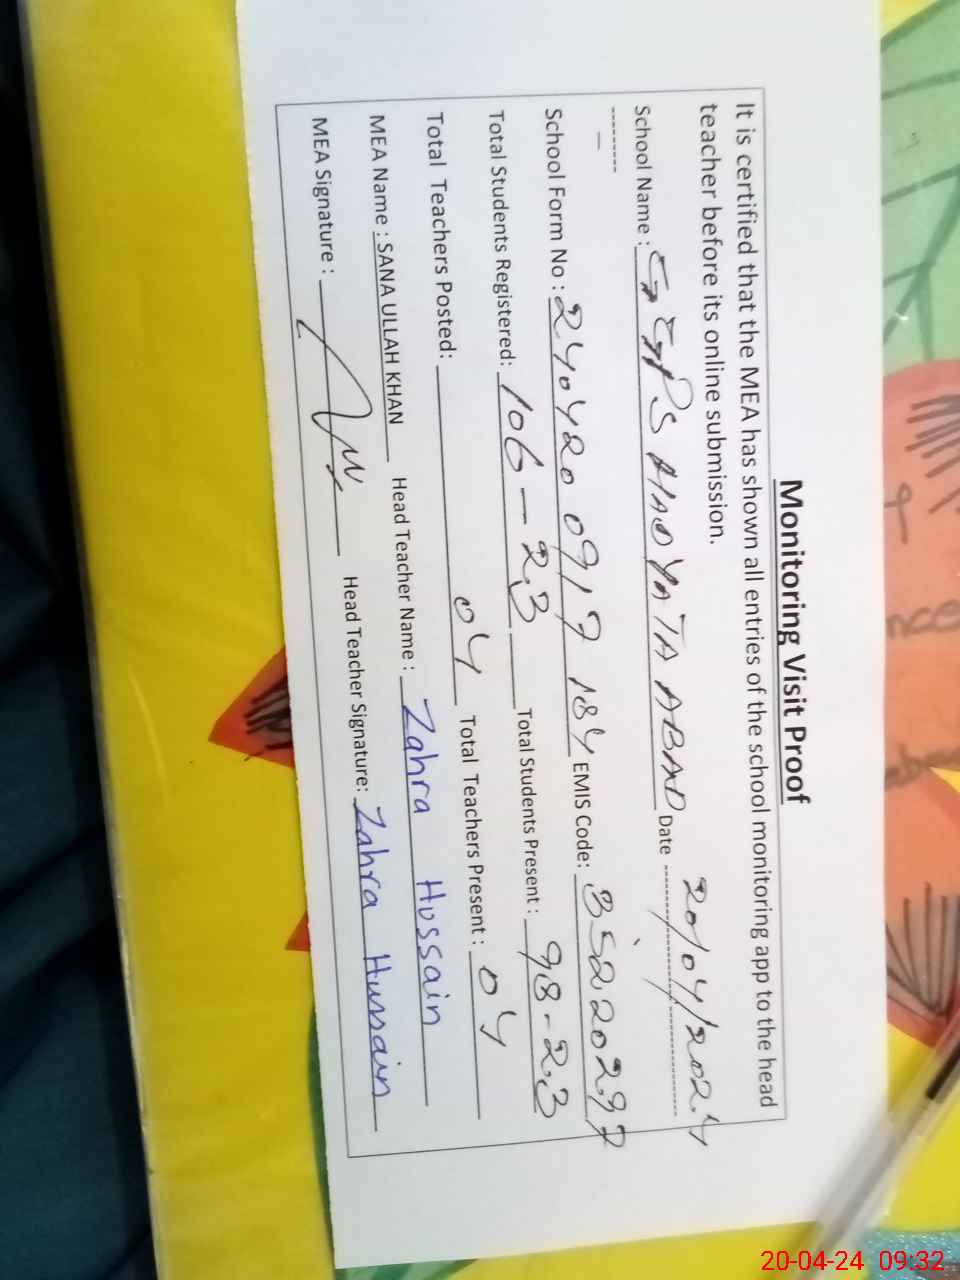 Monitoring Visit Proof
It is certified that the MEA has shown all entries of the school monitoring app to the head
teacher before its online submission.
School Name : GGPS HAD YATA ABAD Date 20/04/2024
School Form No : 2404200917184 EMIS Code: 35220297
Total Students Registered: 106-23 Total Students Present : 98-23
Total Teachers Posted: 04 Total Teachers Present : 04
MEA Name : SANA ULLAH KHAN Head Teacher Name : Zahra Hussain
MEA Signature : Head Teacher Signature: Zahra Hussain
20-04-24 09:32